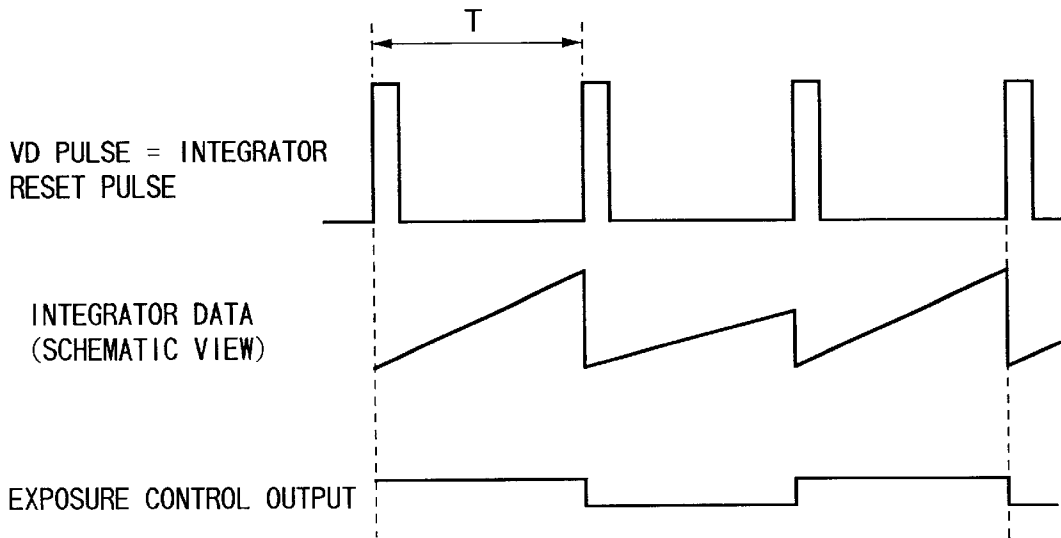 T
VD PULSE = INTEGRATOR
RESET PULSE
INTEGRATOR DATA
(SCHEMATIC VIEW)
EXPOSURE CONTROL OUTPUT